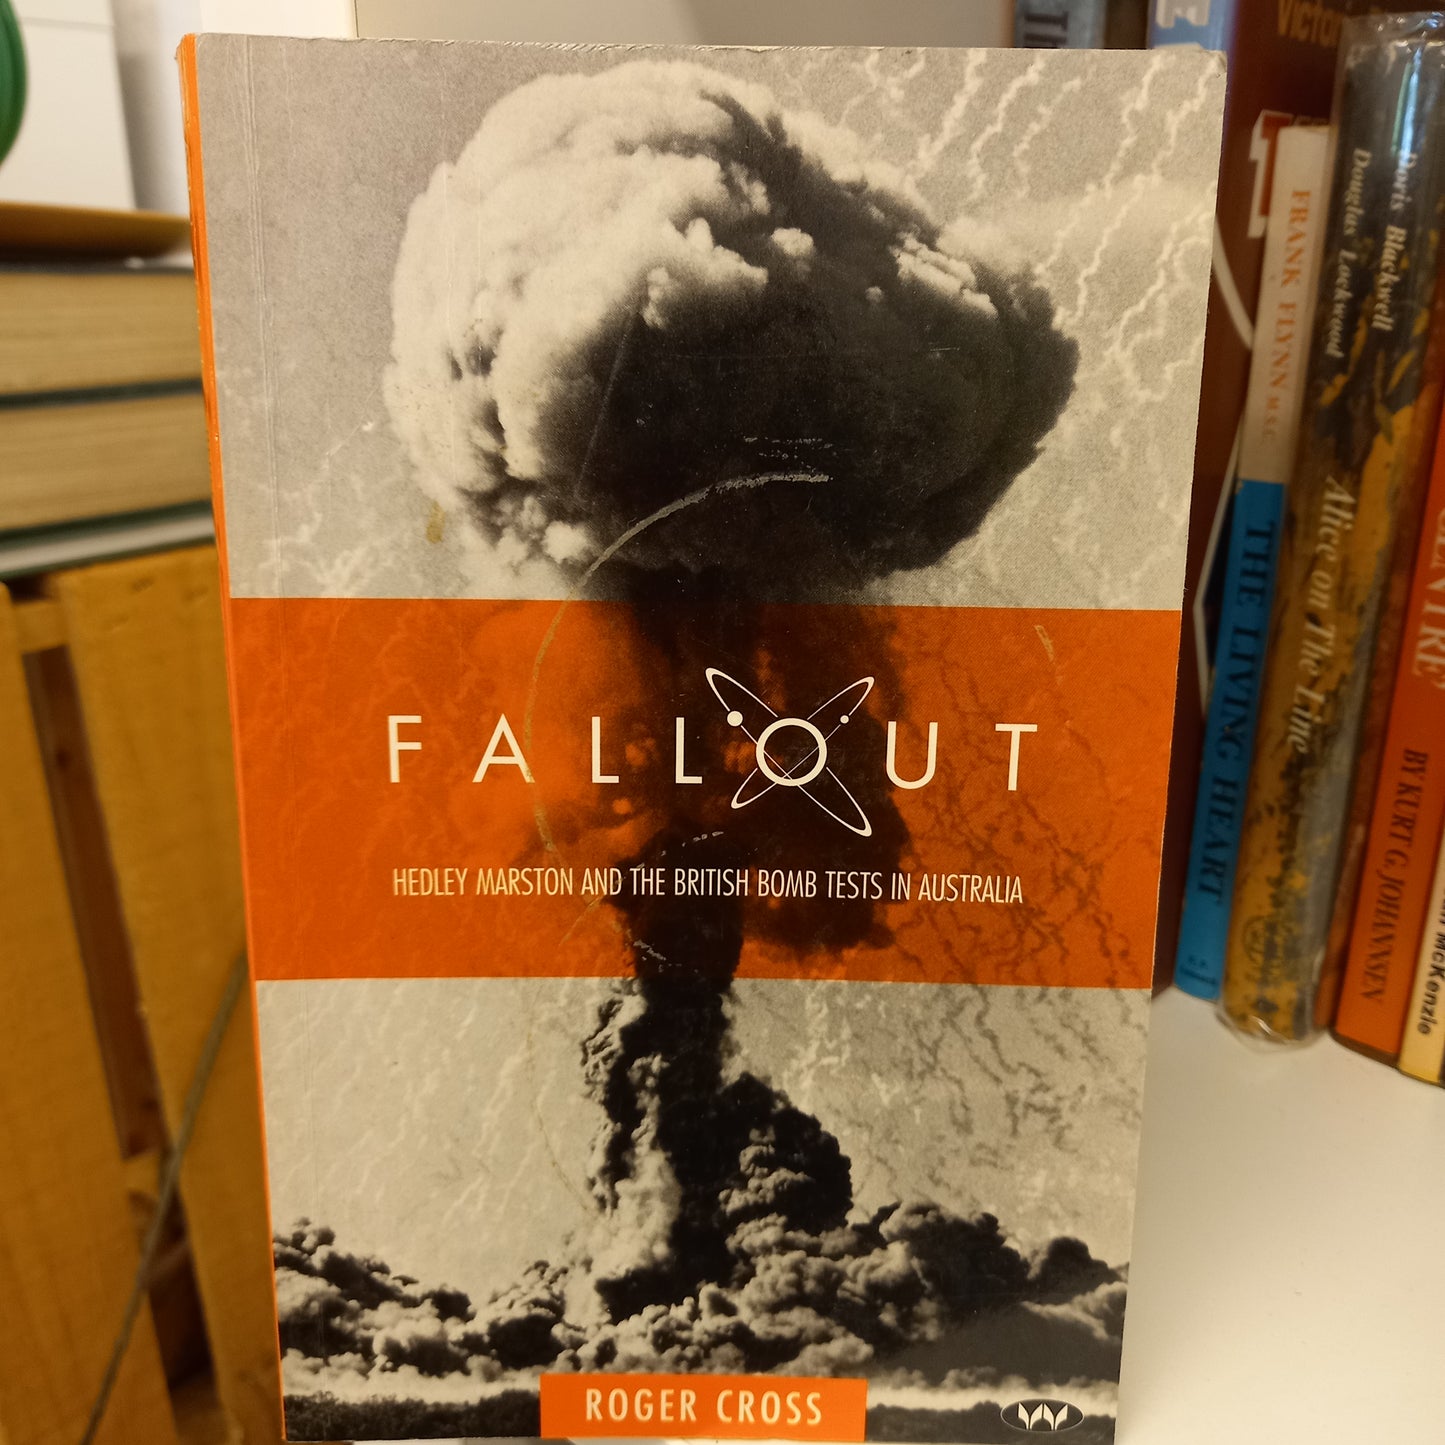 FALLOUT
HEDLEY MARSTON AND THE BRITISH BOMB TESTS IN AUSTRALIA
ROGER CROSS
FRANK FLYNN M.S.C.
THE LIVING HEART
Doris Blackwell
Douglas Lockwood
Alice on The Line
BY KURT G. JOHANNSEN
McKenzie